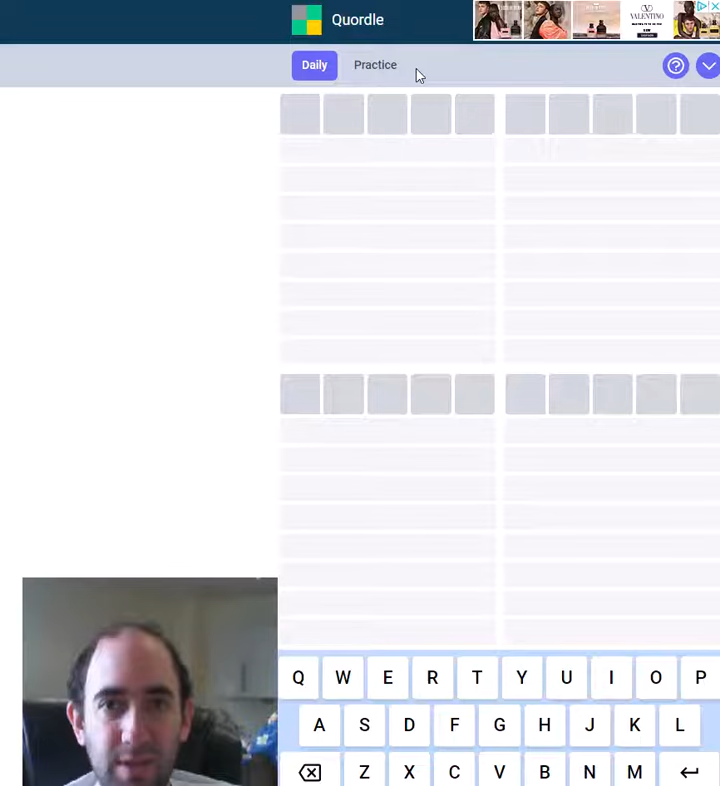 Quordle
VALENTINO
Daily Practice
Q W E R T Y U I O P
A S D F G H J K L
Z X C V B N M